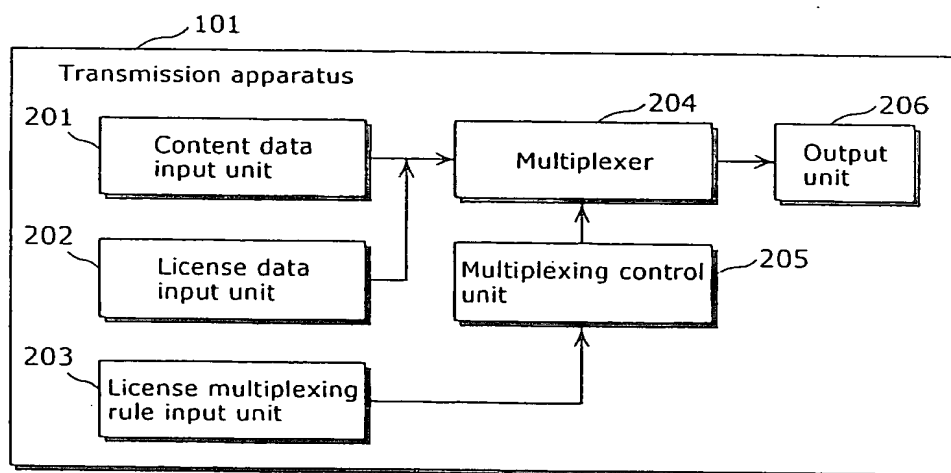 101
Transmission apparatus
201
Content data
input unit
204
Multiplexer
206
Output
unit
202
License data
input unit
Multiplexing control
unit
205
203
License multiplexing
rule input unit